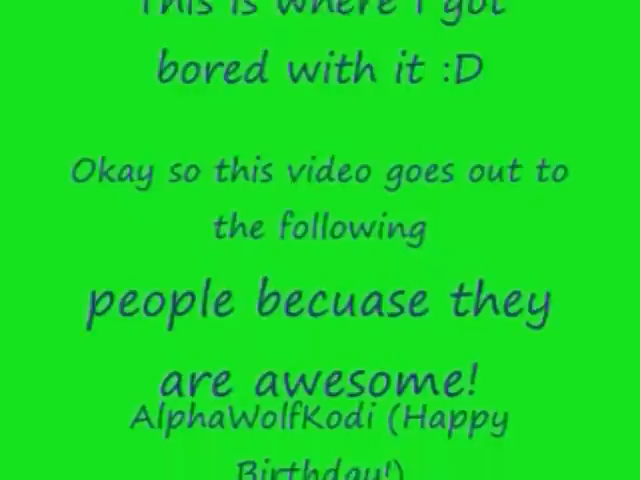 This is where I got
bored with it :D
Okay so this video goes out to
the following
people becuase they
are awesome!
AlphaWolfKodi (Happy
Birthday!)